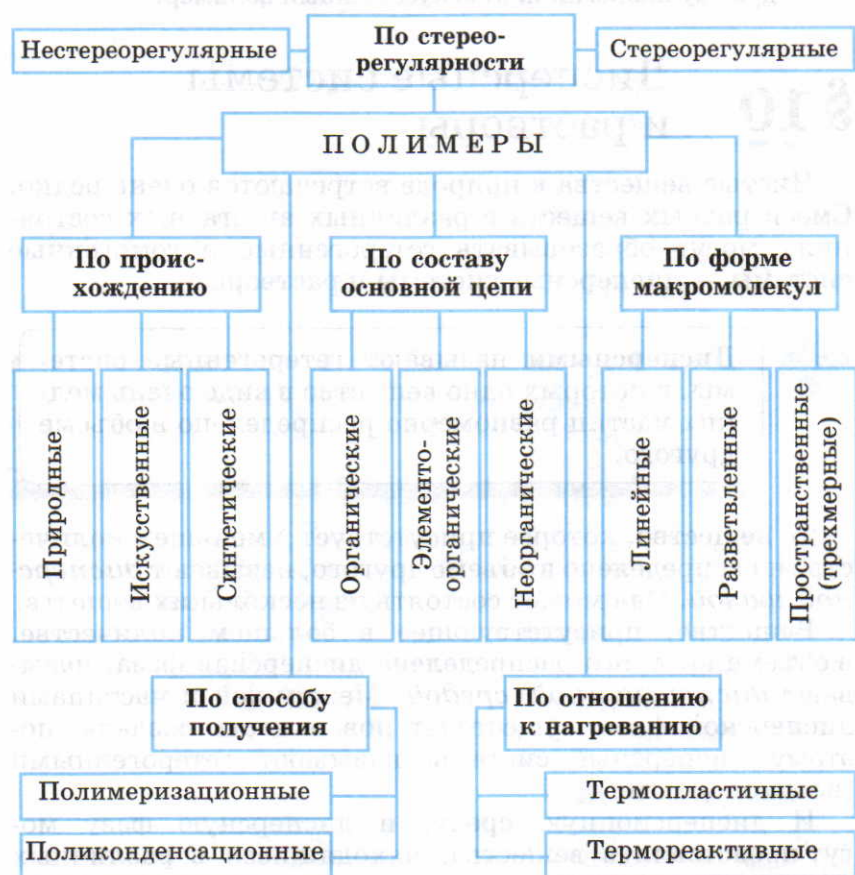 Нестереорегулярные
По стерео-
регулярности
Стереорегулярные
ПОЛИМЕРЫ
По проис-
хождению
По составу
основной цепи
По форме
макромолекул
Природные
Искусственные
Синтетические
Органические
Элементо-
органические
Неорганические
Линейные
Разветвленные
Пространственные
(трехмерные)
По способу
получения
По отношению
к нагреванию
Полимеризационные
Термопластичные
Поликонденсационные
Термореактивные